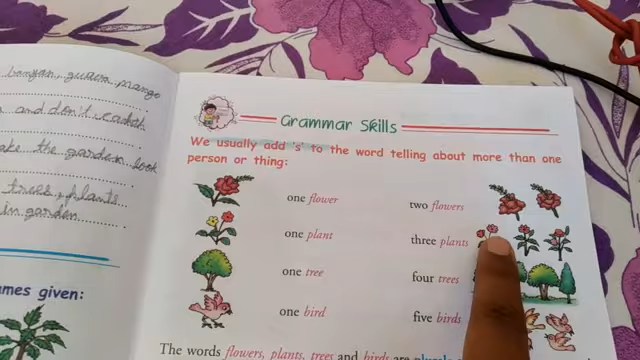 banyan, guava, mango
and don't
ake the garden look
trees, plants
in garden
ames given:
Grammar Skills
We usually add 's' to the word telling about more than one
person or thing:
one flower two flowers
one plant three plants
one tree four trees
one bird five birds
The words flowers, plants, trees and birds are